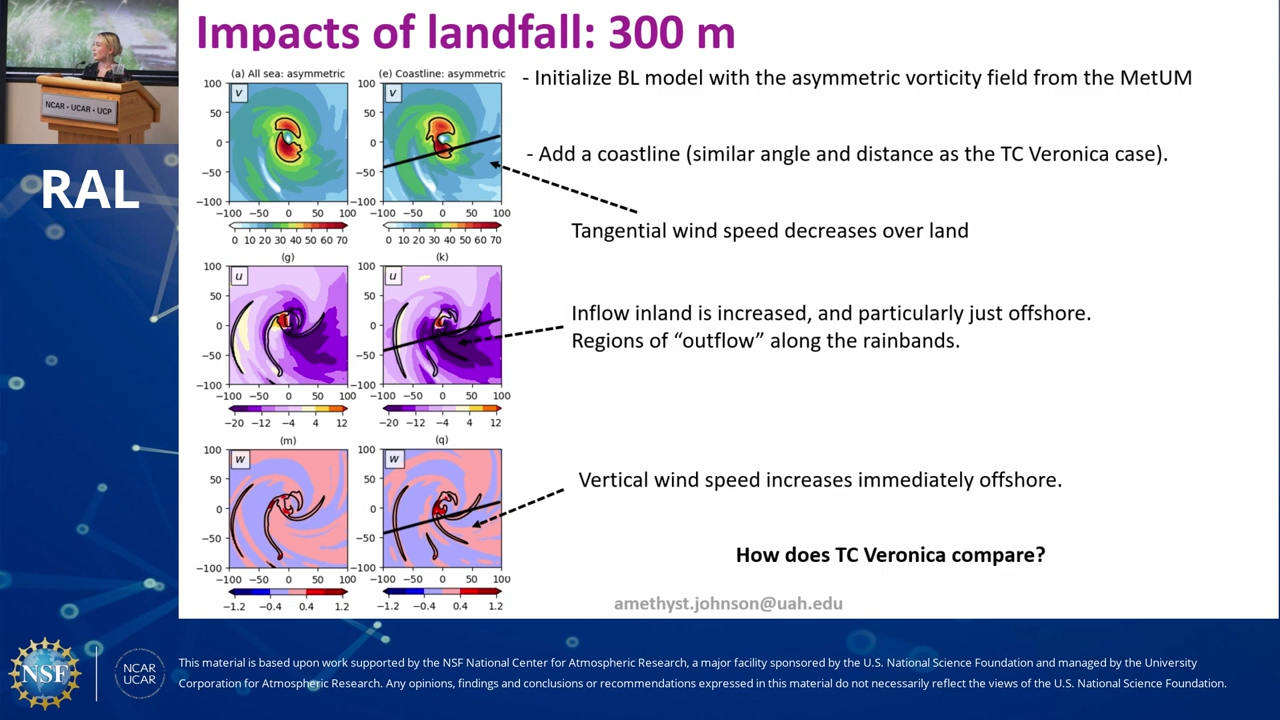 Impacts of landfall: 300 m
NCAR • UCAR • UCP
RAL
(a) All sea: asymmetric
(e) Coastline: asymmetric
v
v
100
50
0
−50
−100
100
50
0
−50
−100
−100 −50 0 50 100
−100 −50 0 50 100
0 10 20 30 40 50 60 70
0 10 20 30 40 50 60 70
- Initialize BL model with the asymmetric vorticity field from the MetUM
- Add a coastline (similar angle and distance as the TC Veronica case).
Tangential wind speed decreases over land
(g)
(k)
u
u
100
50
0
−50
−100
100
50
0
−50
−100
−100 −50 0 50 100
−100 −50 0 50 100
−20 −12 −4 4 12
−20 −12 −4 4 12
Inflow inland is increased, and particularly just offshore.
Regions of “outflow” along the rainbands.
(m)
(q)
w
w
100
50
0
−50
−100
100
50
0
−50
−100
−100 −50 0 50 100
−100 −50 0 50 100
−1.2 −0.4 0.4 1.2
−1.2 −0.4 0.4 1.2
Vertical wind speed increases immediately offshore.
How does TC Veronica compare?
amethyst.johnson@uah.edu
NSF
NCAR
UCAR
This material is based upon work supported by the NSF National Center for Atmospheric Research, a major facility sponsored by the U.S. National Science Foundation and managed by the University
Corporation for Atmospheric Research. Any opinions, findings and conclusions or recommendations expressed in this material do not necessarily reflect the views of the U.S. National Science Foundation.